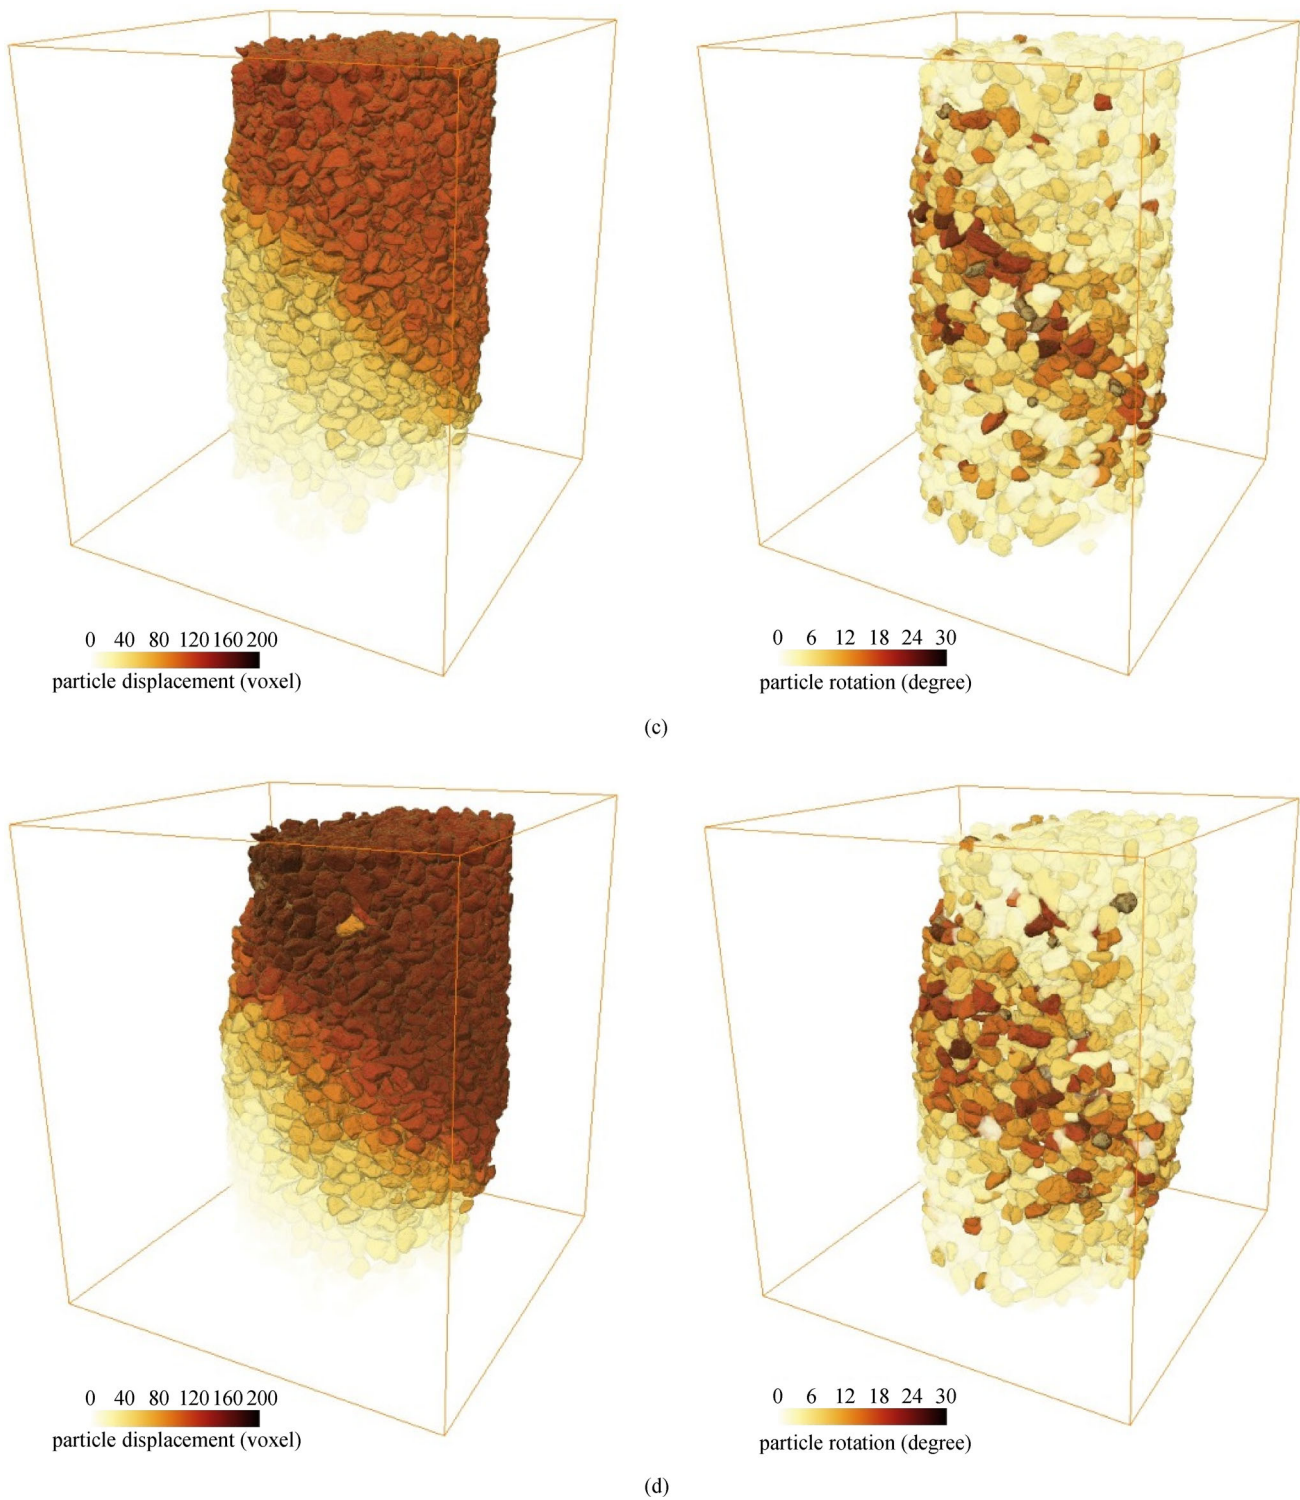 0 40 80 120 160 200
particle displacement (voxel)
0 6 12 18 24 30
particle rotation (degree)
(c)
0 40 80 120 160 200
particle displacement (voxel)
0 6 12 18 24 30
particle rotation (degree)
(d)